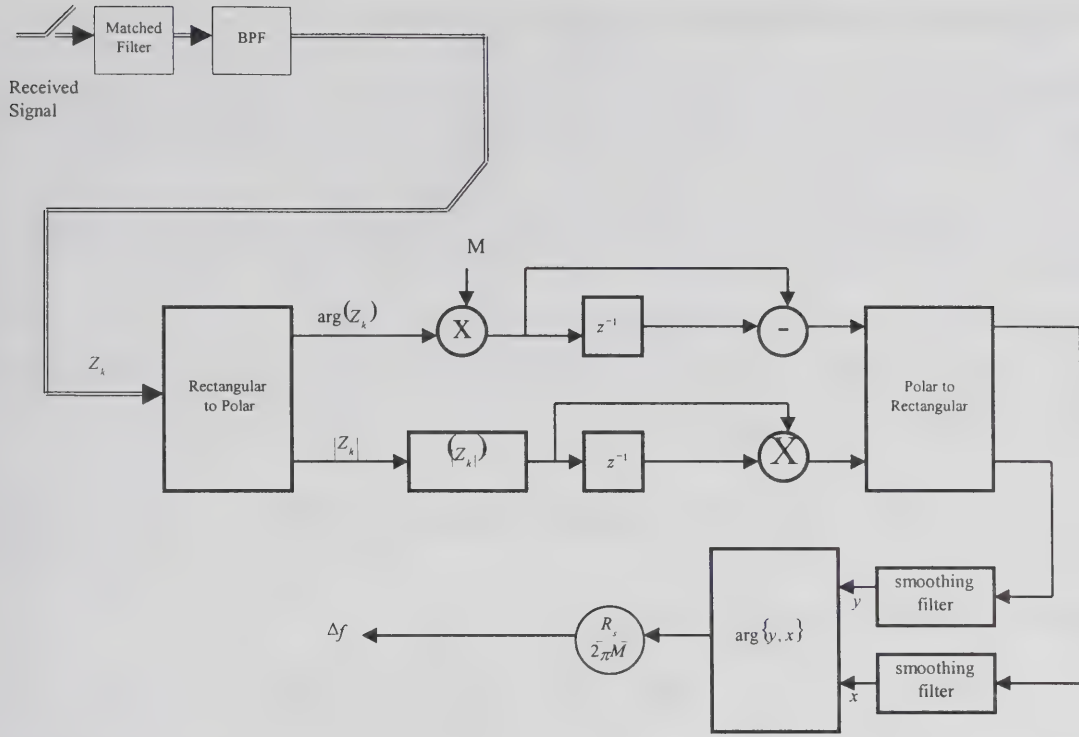 Matched
Filter
BPF
Received
Signal
M
arg(Z_k)
X
z^{-1}
-
Z_k
Rectangular
to Polar
Polar to
Rectangular
|Z_k|
(|Z_k|)
z^{-1}
X
smoothing
filter
y
arg{y, x}
R_s
2πM
Δf
smoothing
filter
x